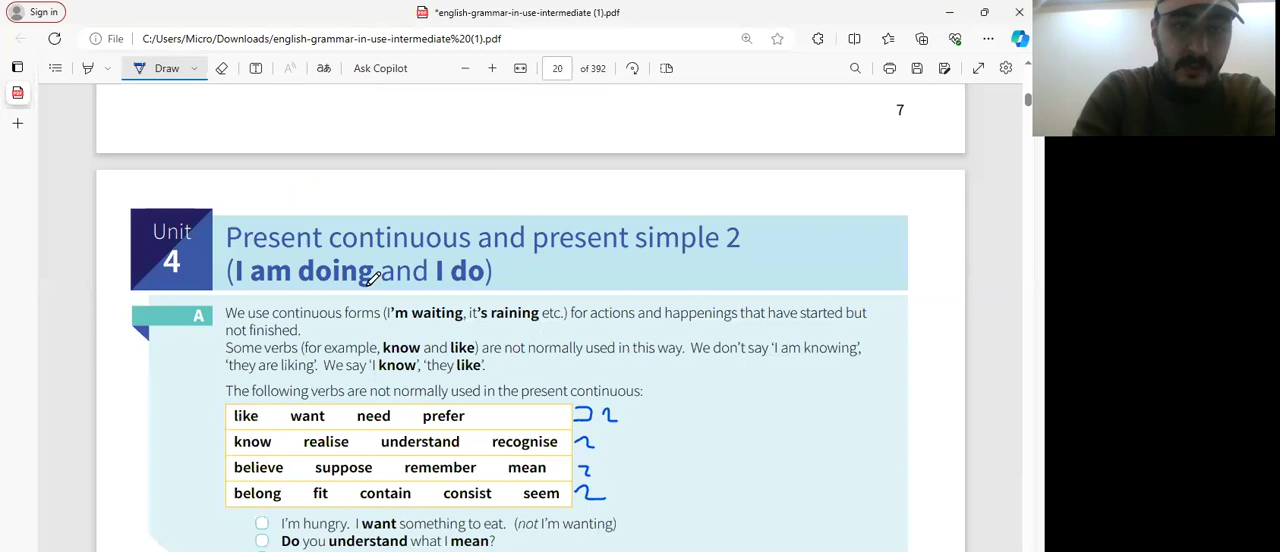 Sign in
*english-grammar-in-use-intermediate (1).pdf
File C:/Users/Micro/Downloads/english-grammar-in-use-intermediate%20(1).pdf
Draw
Ask Copilot
20 of 392
7
Unit 4
Present continuous and present simple 2
(I am doing and I do)
A
We use continuous forms (I'm waiting, it's raining etc.) for actions and happenings that have started but
not finished.
Some verbs (for example, know and like) are not normally used in this way. We don't say 'I am knowing',
'they are liking'. We say 'I know', 'they like'.
The following verbs are not normally used in the present continuous:
like want need prefer
know realise understand recognise
believe suppose remember mean
belong fit contain consist seem
I'm hungry. I want something to eat. (not I'm wanting)
Do you understand what I mean?